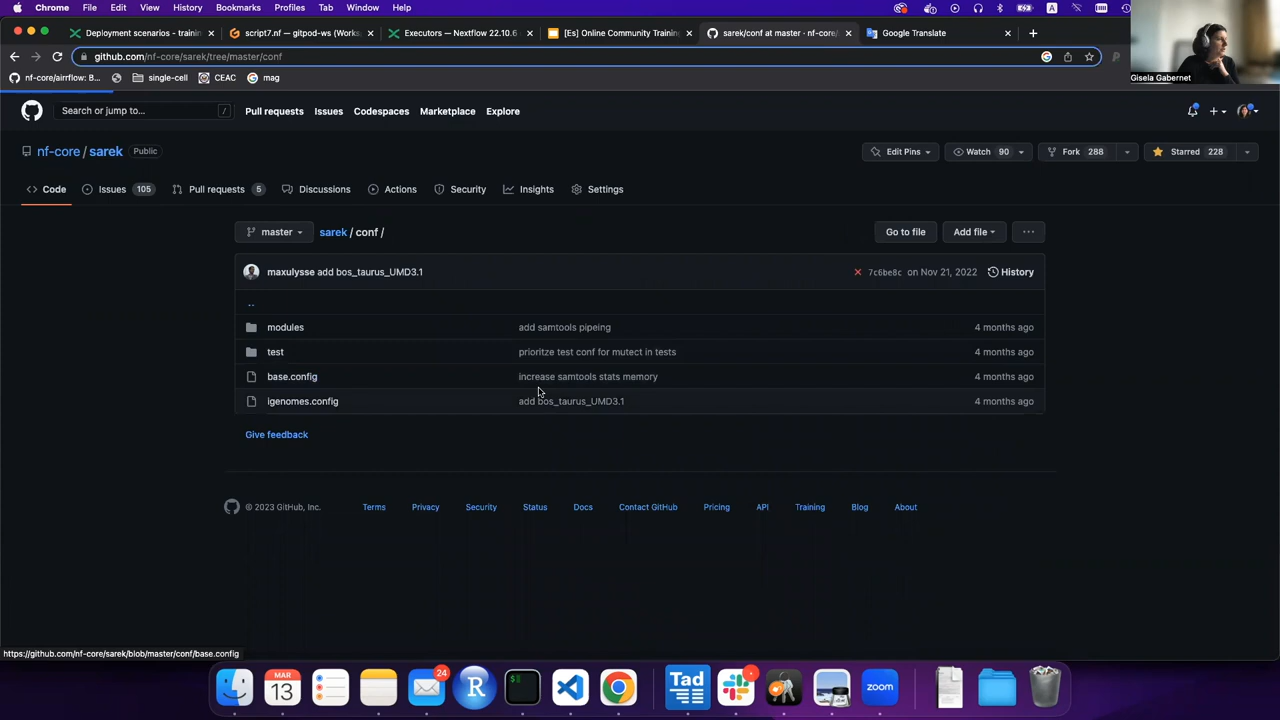 Chrome File Edit View History Bookmarks Profiles Tab Window Help A
Deployment scenarios - trainin script7.nf — gitpod-ws (Works Executors — Nextflow 22.10.6 [Es] Online Community Training sarek/conf at master · nf-core/ Google Translate
github.com/nf-core/sarek/tree/master/conf
nf-core/airrflow: B... single-cell CEAC mag
Gisela Gabernet
Search or jump to... / Pull requests Issues Codespaces Marketplace Explore
nf-core / sarek Public
Edit Pins Watch 90 Fork 288 Starred 228
Code Issues 105 Pull requests 5 Discussions Actions Security Insights Settings
master sarek / conf / Go to file Add file ...
maxulysse add bos_taurus_UMD3.1 7c6be8c on Nov 21, 2022 History
..
modules add samtools pipeing 4 months ago
test prioritze test conf for mutect in tests 4 months ago
base.config increase samtools stats memory 4 months ago
igenomes.config add bos_taurus_UMD3.1 4 months ago
Give feedback
© 2023 GitHub, Inc. Terms Privacy Security Status Docs Contact GitHub Pricing API Training Blog About
https://github.com/nf-core/sarek/blob/master/conf/base.config
MAR
13
24
R
$
Tad
zoom